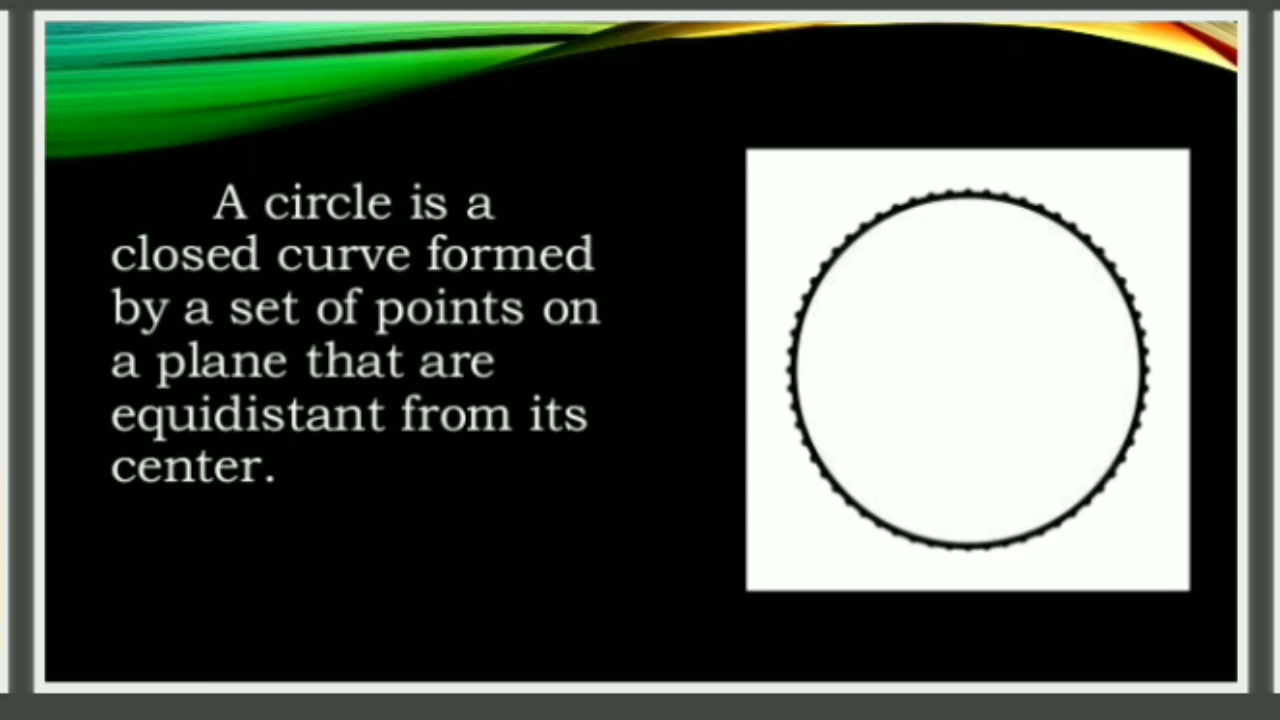 A circle is a
closed curve formed
by a set of points on
a plane that are
equidistant from its
center.